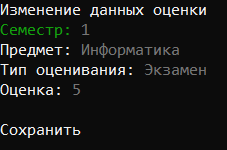 Изменение данных оценки
Семестр: 1
Предмет: Информатика
Тип оценивания: Экзамен
Оценка: 5
Сохранить